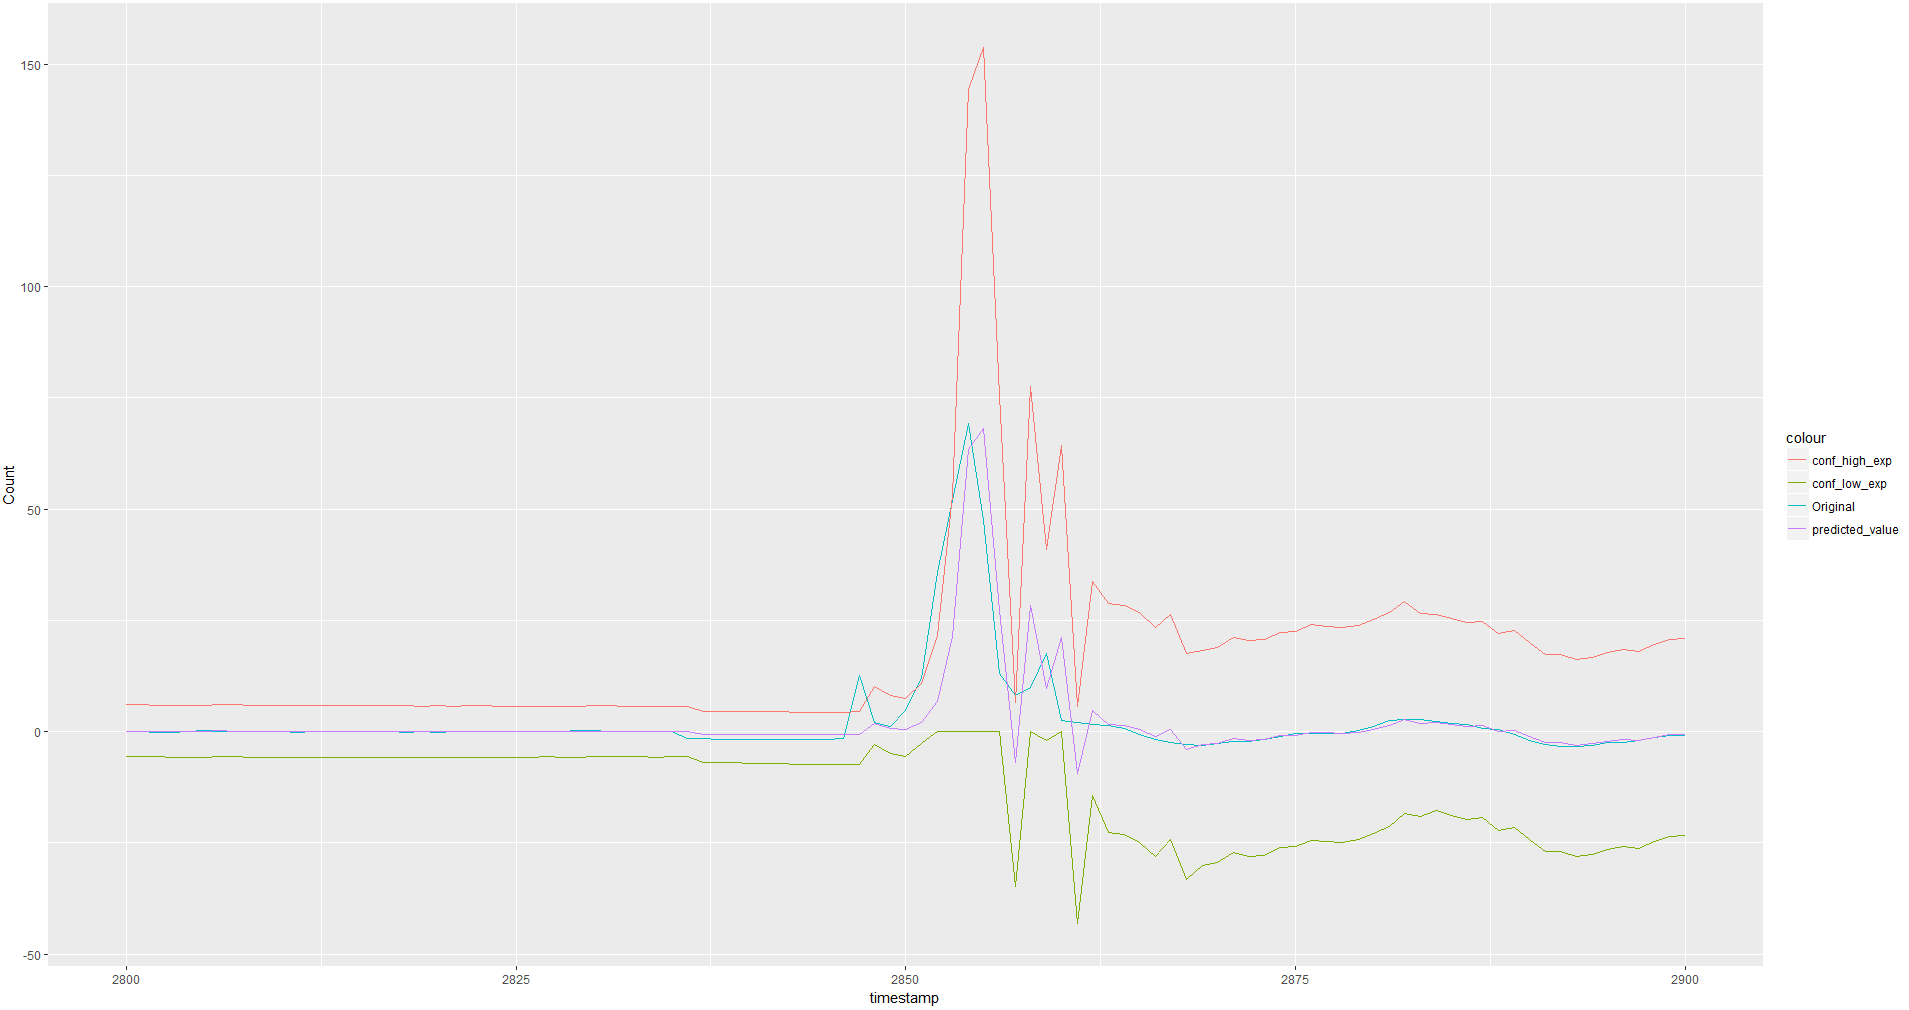 150
100
50
0
-50
Count
2800
2825
2850
2875
2900
timestamp
colour
conf_high_exp
conf_low_exp
Original
predicted_value